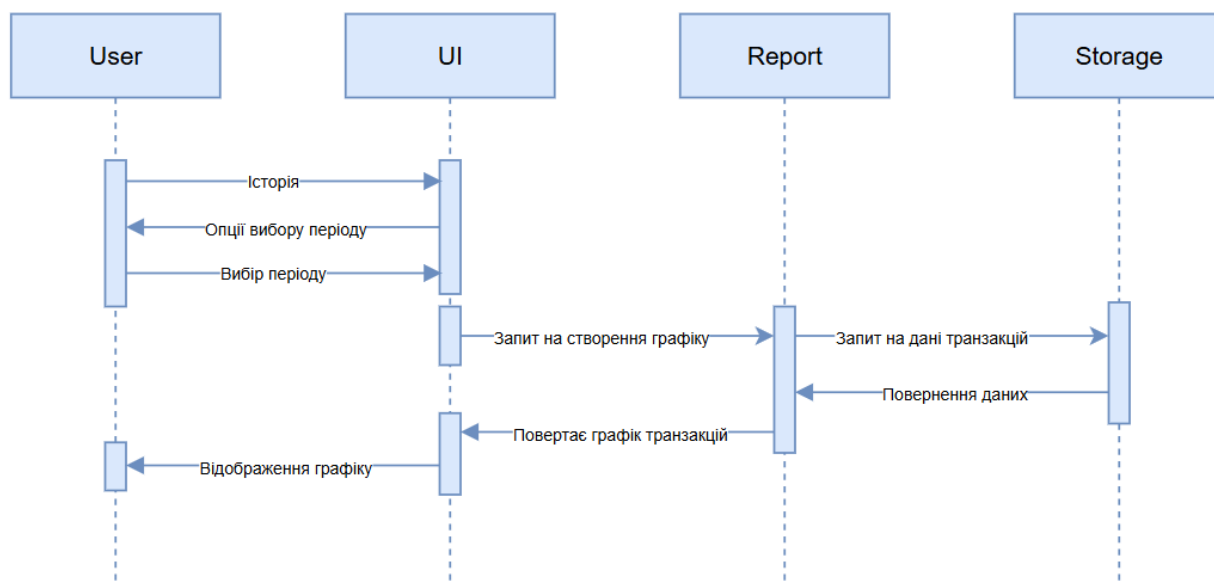 User
UI
Report
Storage
Історія
Опції вибору періоду
Вибір періоду
Запит на створення графіку
Запит на дані транзакцій
Повернення даних
Повертає графік транзакцій
Відображення графіку